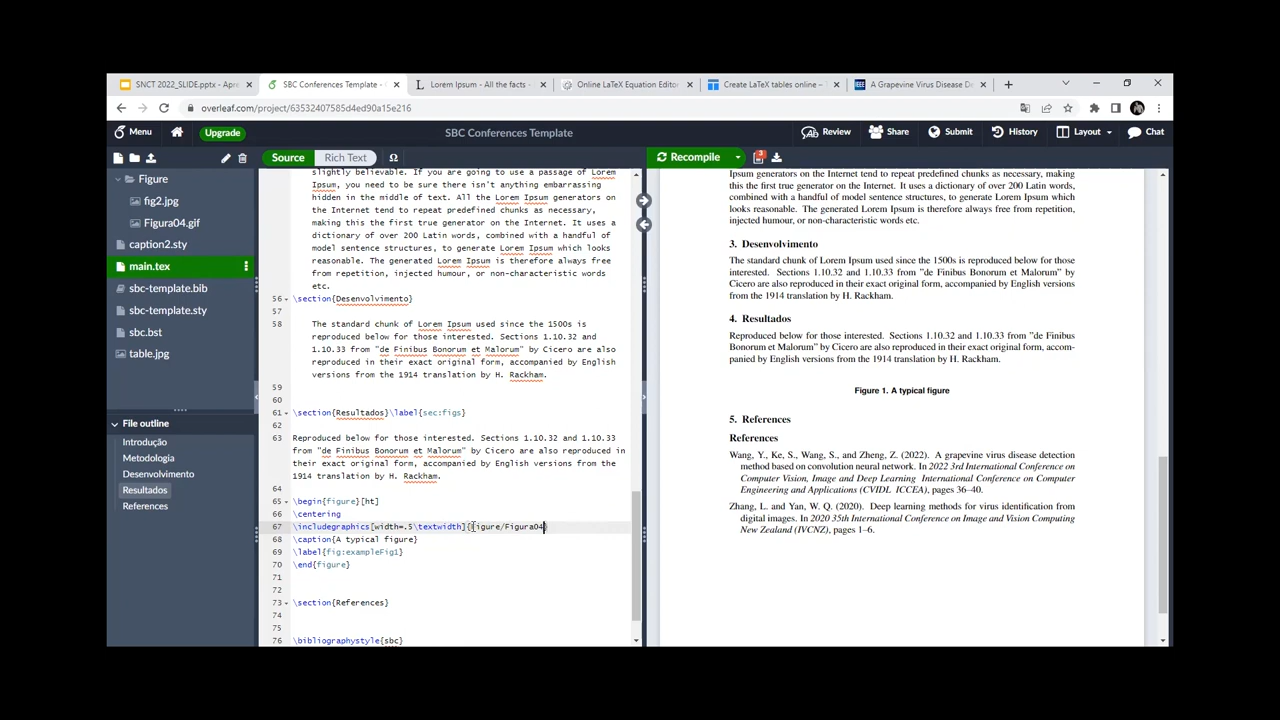 SNCT 2022_SLIDE.pptx - Apri
SBC Conferences Template -
Lorem Ipsum - All the facts -
Online LaTeX Equation Editor
Create LaTeX tables online –
A Grapevine Virus Disease De
overleaf.com/project/63532407585d4ed90a15e216
Menu
Upgrade
SBC Conferences Template
Review
Share
Submit
History
Layout
Chat
Source
Rich Text
Ω
Recompile
3
Figure
fig2.jpg
Figura04.gif
caption2.sty
main.tex
sbc-template.bib
sbc-template.sty
sbc.bst
table.jpg
File outline
Introdução
Metodologia
Desenvolvimento
Resultados
References
slightly believable. If you are going to use a passage of Lorem
Ipsum, you need to be sure there isn't anything embarrassing
hidden in the middle of text. All the Lorem Ipsum generators on
the Internet tend to repeat predefined chunks as necessary,
making this the first true generator on the Internet. It uses a
dictionary of over 200 Latin words, combined with a handful of
model sentence structures, to generate Lorem Ipsum which looks
reasonable. The generated Lorem Ipsum is therefore always free
from repetition, injected humour, or non-characteristic words
etc.
56 \section{Desenvolvimento}
57
58 The standard chunk of Lorem Ipsum used since the 1500s is
reproduced below for those interested. Sections 1.10.32 and
1.10.33 from "de Finibus Bonorum et Malorum" by Cicero are also
reproduced in their exact original form, accompanied by English
versions from the 1914 translation by H. Rackham.
59
60
61 \section{Resultados}\label{sec:figs}
62
63 Reproduced below for those interested. Sections 1.10.32 and 1.10.33
from "de Finibus Bonorum et Malorum" by Cicero are also reproduced in
their exact original form, accompanied by English versions from the
1914 translation by H. Rackham.
64
65 \begin{figure}[ht]
66 \centering
67 \includegraphics[width=.5\textwidth]{Figure/Figura04}
68 \caption{A typical figure}
69 \label{fig:exampleFig1}
70 \end{figure}
71
72
73 \section{References}
74
75
76 \bibliographystyle{sbc}
Ipsum generators on the Internet tend to repeat predefined chunks as necessary, making
this the first true generator on the Internet. It uses a dictionary of over 200 Latin words,
combined with a handful of model sentence structures, to generate Lorem Ipsum which
looks reasonable. The generated Lorem Ipsum is therefore always free from repetition,
injected humour, or non-characteristic words etc.
3. Desenvolvimento
The standard chunk of Lorem Ipsum used since the 1500s is reproduced below for those
interested. Sections 1.10.32 and 1.10.33 from "de Finibus Bonorum et Malorum" by
Cicero are also reproduced in their exact original form, accompanied by English versions
from the 1914 translation by H. Rackham.
4. Resultados
Reproduced below for those interested. Sections 1.10.32 and 1.10.33 from "de Finibus
Bonorum et Malorum" by Cicero are also reproduced in their exact original form, accom-
panied by English versions from the 1914 translation by H. Rackham.
Figure 1. A typical figure
5. References
References
Wang, Y., Ke, S., Wang, S., and Zheng, Z. (2022). A grapevine virus disease detection
method based on convolution neural network. In 2022 3rd International Conference on
Computer Vision, Image and Deep Learning International Conference on Computer
Engineering and Applications (CVIDL ICCEA), pages 36–40.
Zhang, L. and Yan, W. Q. (2020). Deep learning methods for virus identification from
digital images. In 2020 35th International Conference on Image and Vision Computing
New Zealand (IVCNZ), pages 1–6.